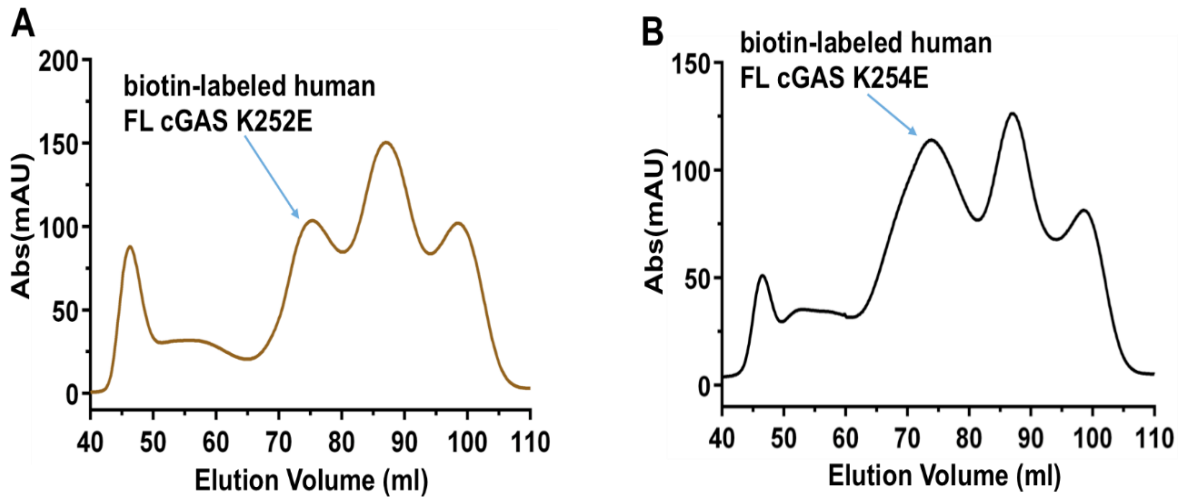 A
biotin-labeled human
FL cGAS K252E
200
150
100
50
0
Abs(mAU)
40 50 60 70 80 90 100 110
Elution Volume (ml)
B
biotin-labeled human
FL cGAS K254E
150
100
50
0
Abs(mAU)
40 50 60 70 80 90 100 110
Elution Volume (ml)